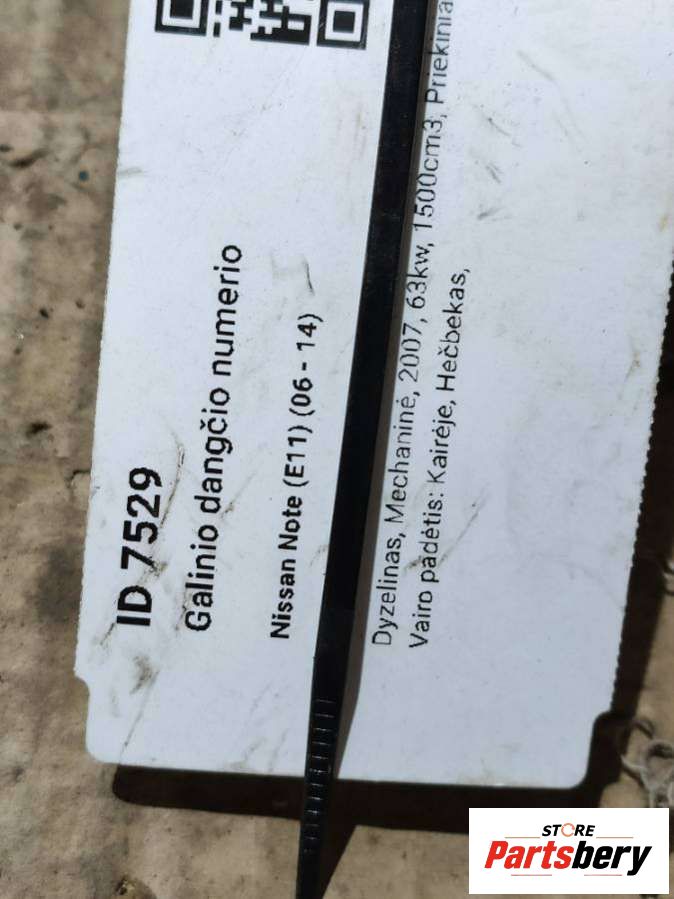 ID 7529
Galinio dangčio numerio
Nissan Note (E11) (06 - 14)
Dyzelinas, Mechaninė, 2007, 63kw, 1500cm3, Priekinia
Vairo padėtis: Kairėje, Hečbekas,
STORE
Partsbery